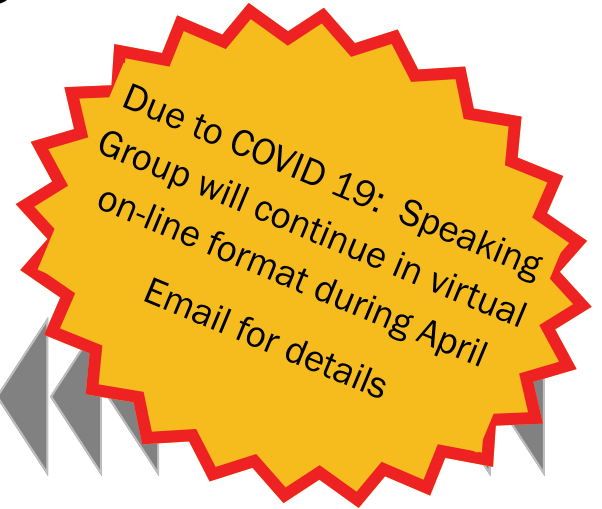 Due to COVID 19: Speaking
Group will continue in virtual
on-line format during April
Email for details